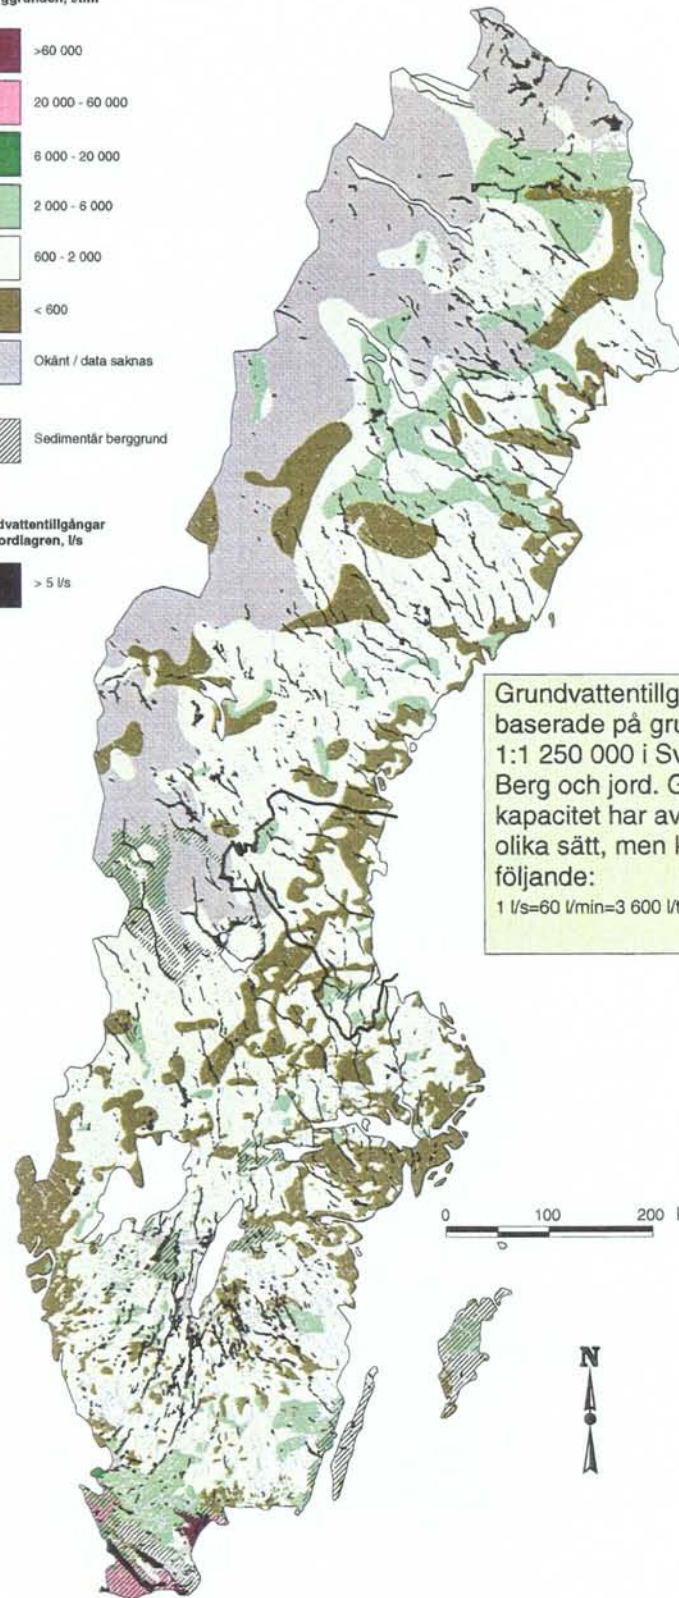 >60 000
20 000 - 60 000
6 000 - 20 000
2 000 - 6 000
600 - 2 000
< 600
Okänt / data saknas
Sedimentär berggrund
> 5 l/s
Grundvattentillg
baserade på gru
1:1 250 000 i Sv
Berg och jord. G
kapacitet har av
olika sätt, men k
följande:
1 l/s=60 l/min=3 600 l/t
0 100 200
N